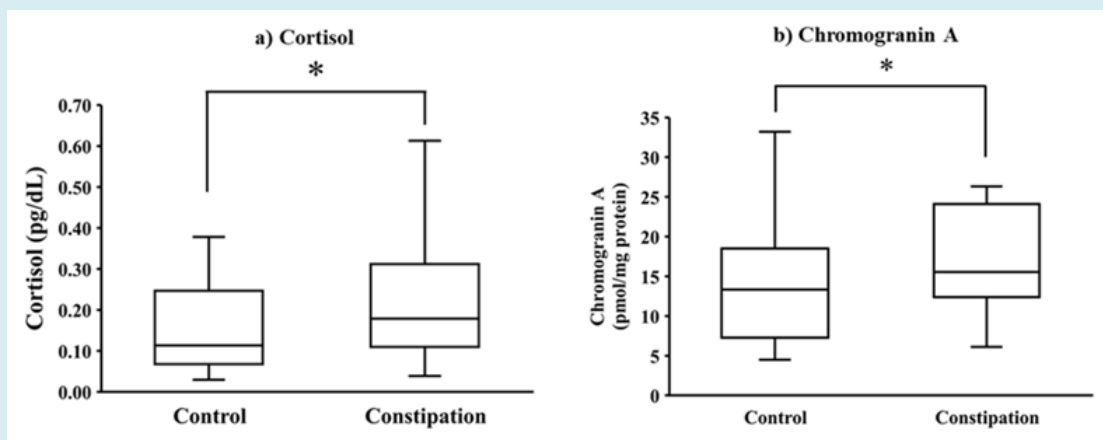 a) Cortisol
*
0.70
0.60
0.50
0.40
0.30
0.20
0.10
0.00
Cortisol (pg/dL)
Control
Constipation
b) Chromogranin A
*
35
30
25
20
15
10
5
0
Chromogranin A
(pmol/mg protein)
Control
Constipation